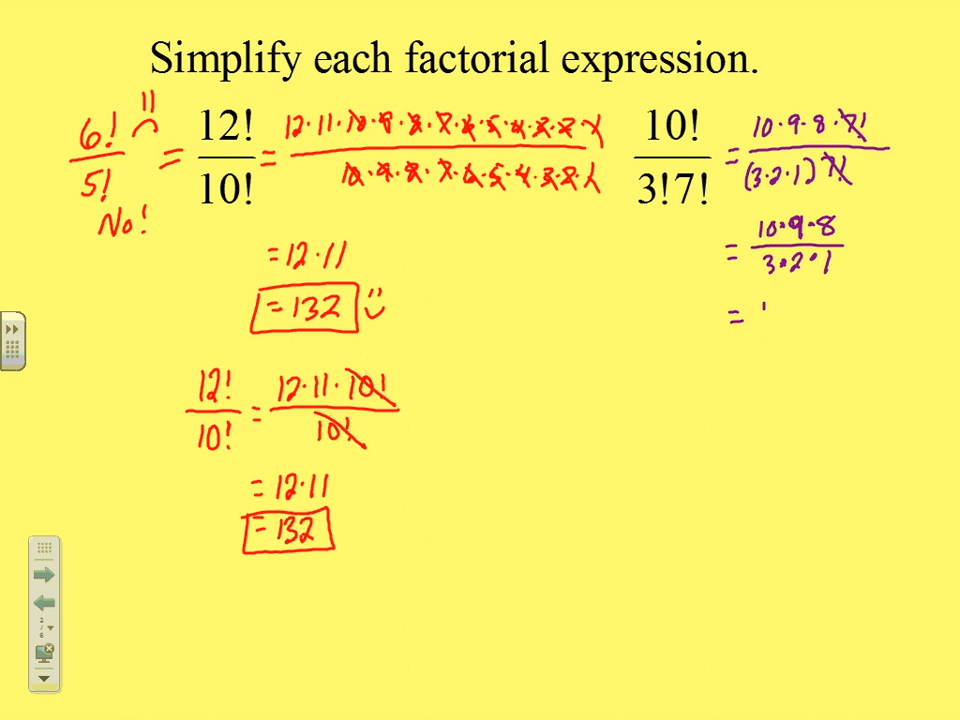 Simplify each factorial expression.
6!/5! = 12!/10! = 12·11·10·9·8·7·6·5·4·3·2·1/10·9·8·7·6·5·4·3·2·1
No!
= 12·11
= 132
12!/10! = 12·11·10!/10!
= 12·11
= 132
10!/3!7! = 10·9·8·7!/(3·2·1)7!
= 10·9·8/3·2·1
=
2
/
6